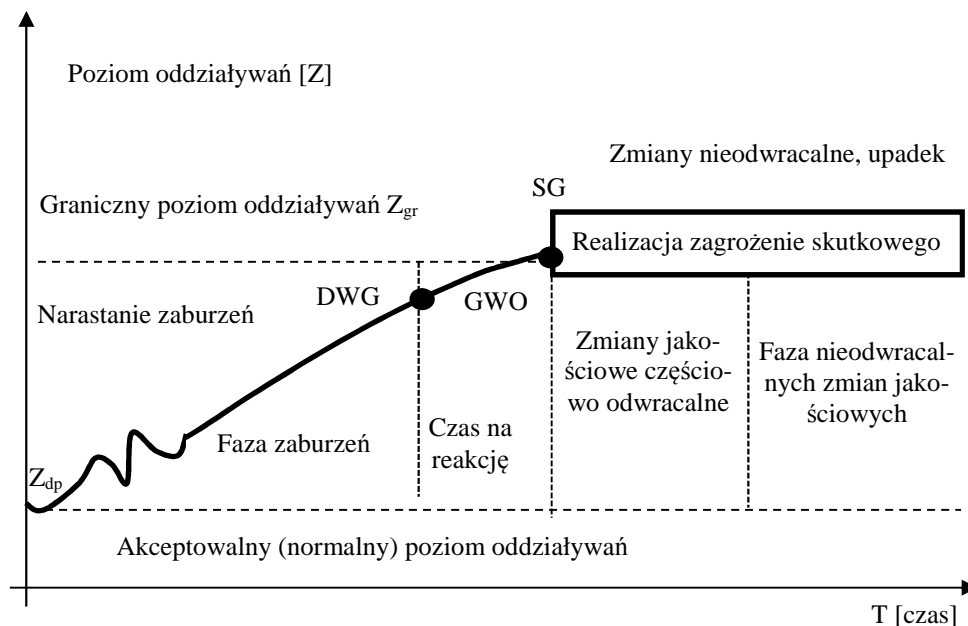 Poziom oddziaływań [Z]
Zmiany nieodwracalne, upadek
SG
Graniczny poziom oddziaływań Zgr
Realizacja zagrożenie skutkowego
DWG
GWO
Narastanie zaburzeń
Zmiany jako-
ściowe częścio-
wo odwracalne
Faza nieodwracal-
nych zmian jako-
ściowych
Faza zaburzeń
Czas na
reakcję
Zdp
Akceptowalny (normalny) poziom oddziaływań
T [czas]